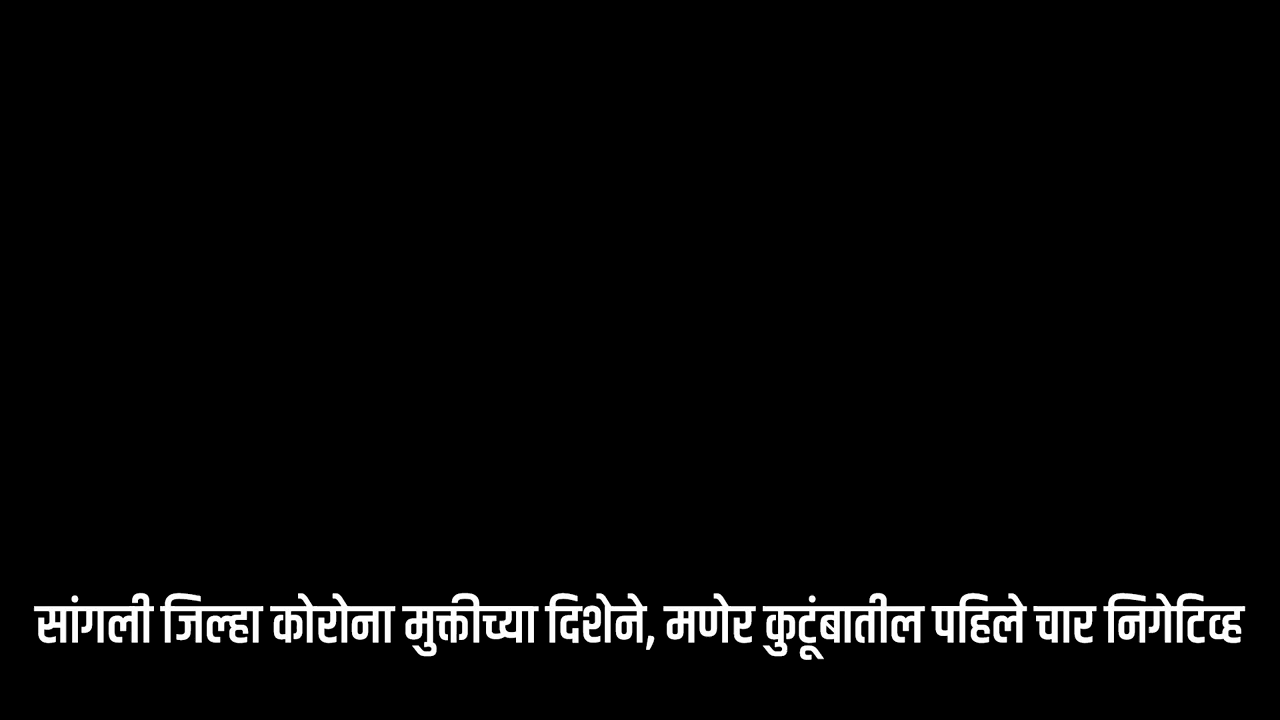 सांगली जिल्हा कोरोना मुक्तीच्या दिशेने, मणेर कुटूंबातील पहिले चार निगेटिव्ह